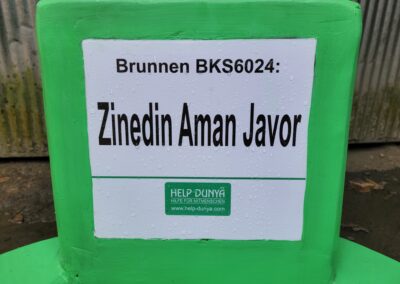 Brunnen BKS6024:
Zinedin Aman Javor
HELP DUNYA
HILFE FÜR MITMENSCHEN
www.help-dunya.com